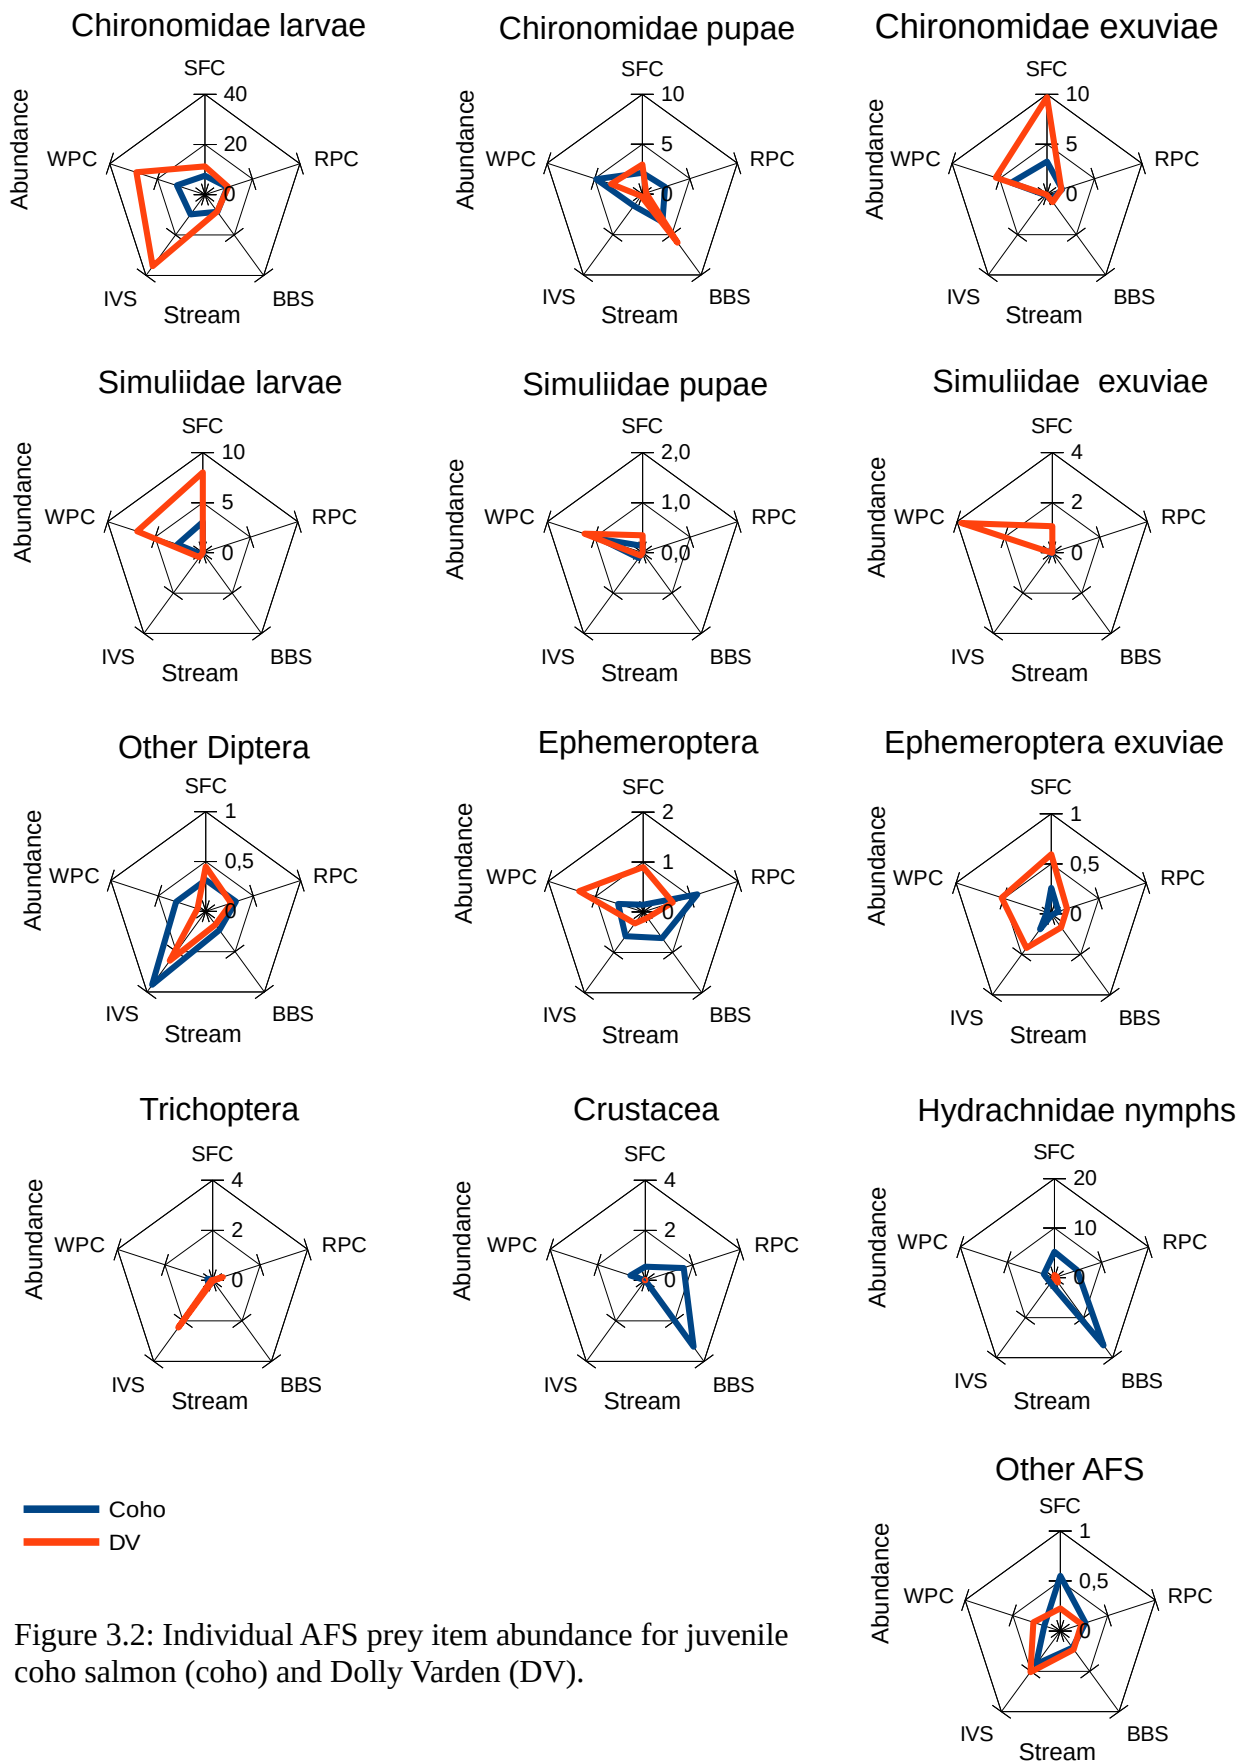 Chironomidae larvae
SFC
40
20
0
RPC
WPC
IVS
BBS
Abundance
Stream
Chironomidae pupae
SFC
10
5
0
RPC
WPC
IVS
BBS
Abundance
Stream
Chironomidae exuviae
SFC
10
5
0
RPC
WPC
IVS
BBS
Abundance
Stream
Simuliidae larvae
SFC
10
5
0
RPC
WPC
IVS
BBS
Abundance
Stream
Simuliidae pupae
SFC
2,0
1,0
0,0
RPC
WPC
IVS
BBS
Abundance
Stream
Simuliidae exuviae
SFC
4
2
0
RPC
WPC
IVS
BBS
Abundance
Stream
Other Diptera
SFC
1
0,5
0
RPC
WPC
IVS
BBS
Abundance
Stream
Ephemeroptera
SFC
2
1
0
RPC
WPC
IVS
BBS
Abundance
Stream
Ephemeroptera exuviae
SFC
1
0,5
0
RPC
WPC
IVS
BBS
Abundance
Stream
Trichoptera
SFC
4
2
0
RPC
WPC
IVS
BBS
Abundance
Stream
Crustacea
SFC
4
2
0
RPC
WPC
IVS
BBS
Abundance
Stream
Hydrachnidae nymphs
SFC
20
10
0
RPC
WPC
IVS
BBS
Abundance
Stream
Other AFS
SFC
1
0,5
0
RPC
WPC
IVS
BBS
Abundance
Stream
Coho
DV
Figure 3.2: Individual AFS prey item abundance for juvenile
coho salmon (coho) and Dolly Varden (DV).